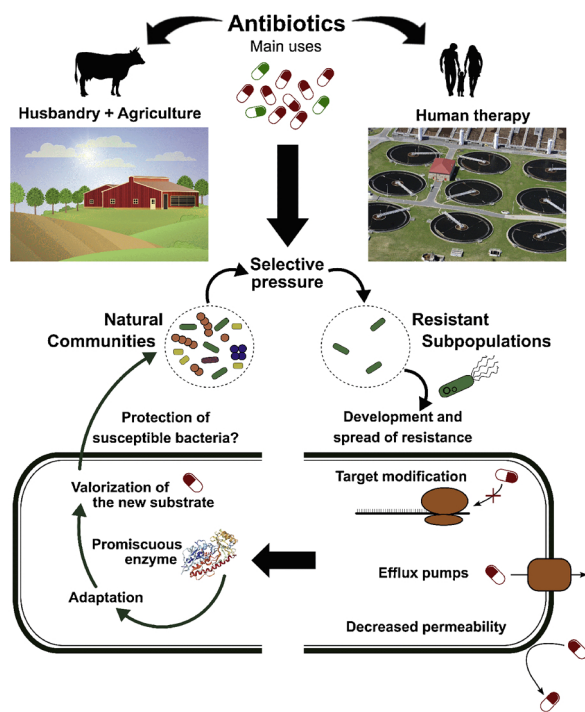 Antibiotics
Main uses
Husbandry + Agriculture
Human therapy
Selective
pressure
Natural
Communities
Resistant
Subpopulations
Protection of
susceptible bacteria?
Development and
spread of resistance
Valorization of
the new substrate
Promiscuous
enzyme
Adaptation
Target modification
Efflux pumps
Decreased permeability